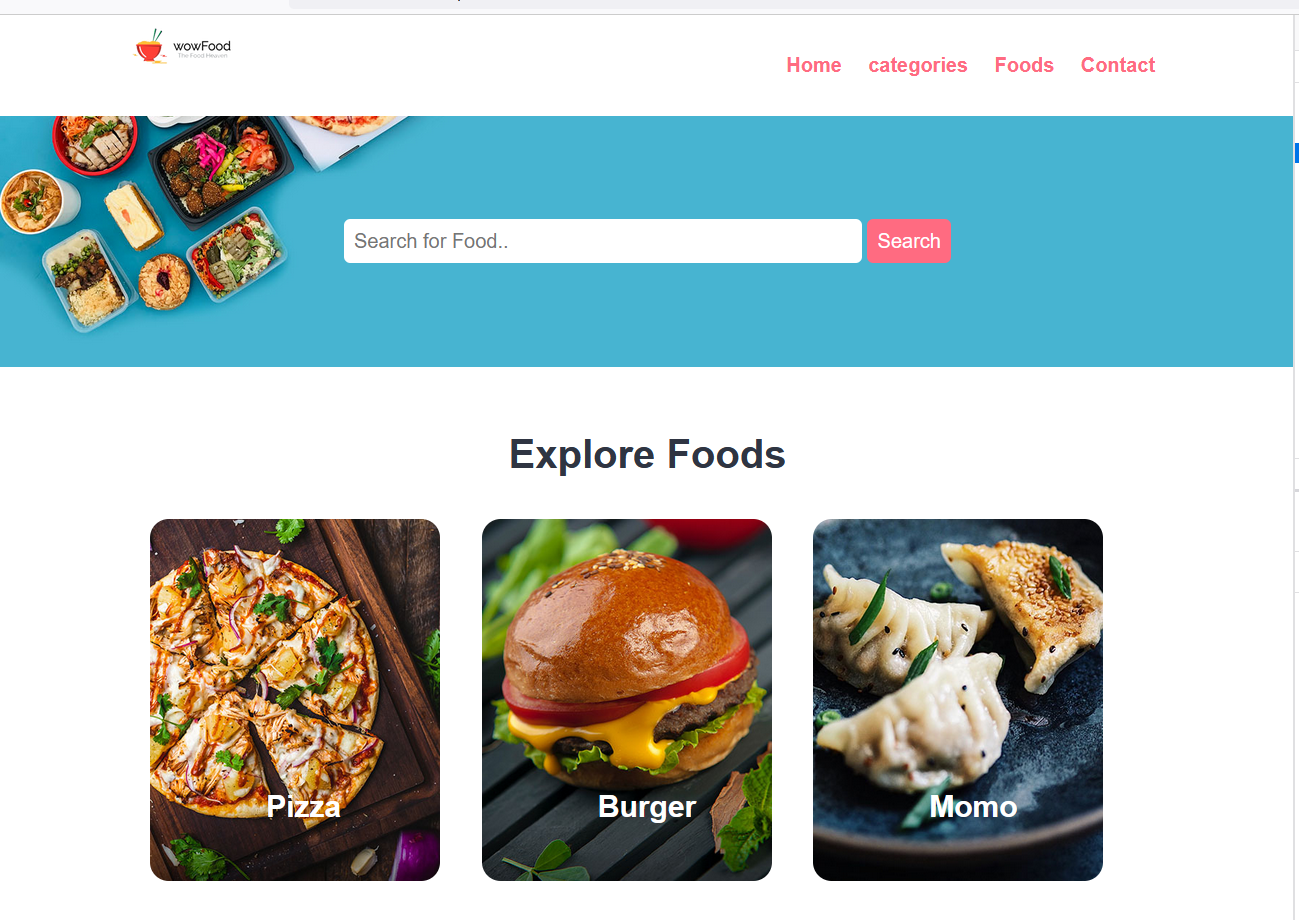 wowFood
The Food Heaven!
Home categories Foods Contact
Search for Food.. Search
Explore Foods
Pizza Burger Momo